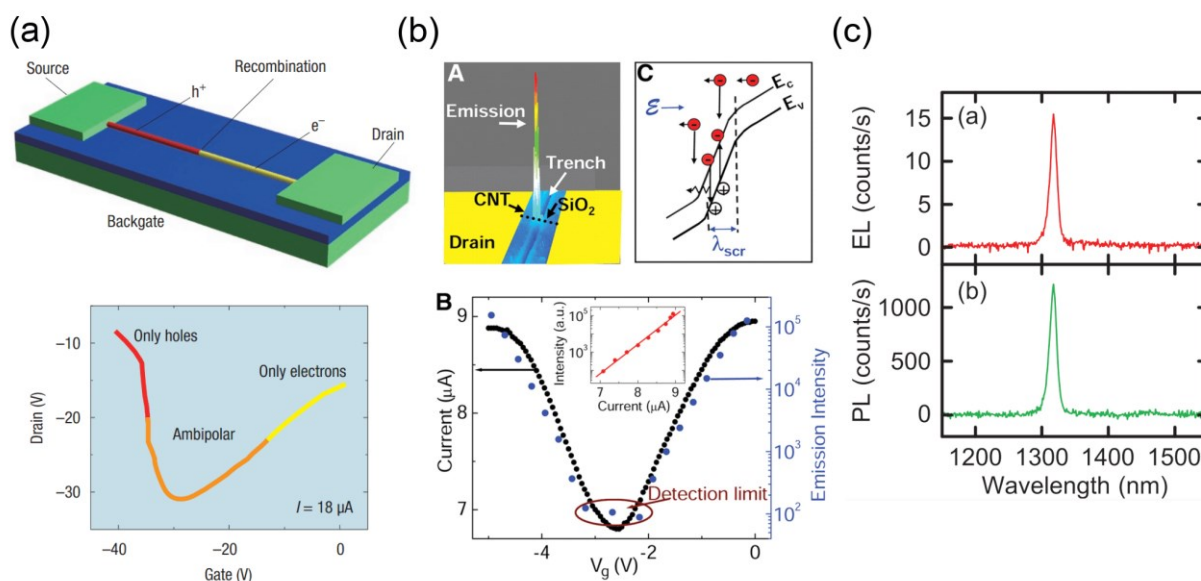 (a)
Source
Recombination
h+
e−
Drain
Backgate
Only holes
Only electrons
Ambipolar
I = 18 µA
Drain (V)
−10
−20
−30
−40
−20
0
Gate (V)
(b)
A
Emission
Trench
CNT
SiO2
Drain
C
Ec
Ev
ℰ
λscr
B
Current (µA)
9
8
7
Intensity (a.u.)
10^5
10^3
7
8
9
Current (µA)
Detection limit
10^5
10^4
10^3
10^2
Emission Intensity
-4
-2
0
Vg (V)
(c)
(a)
EL (counts/s)
15
10
5
0
(b)
PL (counts/s)
1000
500
0
1200 1300 1400 1500
Wavelength (nm)